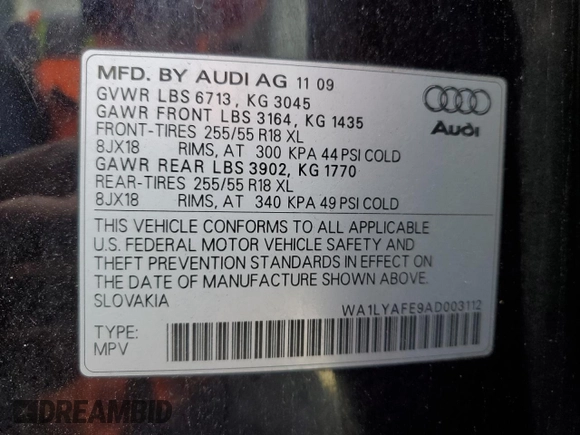 MFD. BY AUDI AG 11 09
GVWR LBS 6713, KG 3045
GAWR FRONT LBS 3164, KG 1435
FRONT-TIRES 255/55 R18 XL
8JX18 RIMS, AT 300 KPA 44 PSI COLD
GAWR REAR LBS 3902, KG 1770
REAR-TIRES 255/55 R18 XL
8JX18 RIMS, AT 340 KPA 49 PSI COLD
Audi
THIS VEHICLE CONFORMS TO ALL APPLICABLE
U.S. FEDERAL MOTOR VEHICLE SAFETY AND
THEFT PREVENTION STANDARDS IN EFFECT ON
THE DATE OF MANUFACTURE SHOWN ABOVE.
SLOVAKIA
WA1LYAFE9AD003112
TYPE:
MPV
DREAMBID